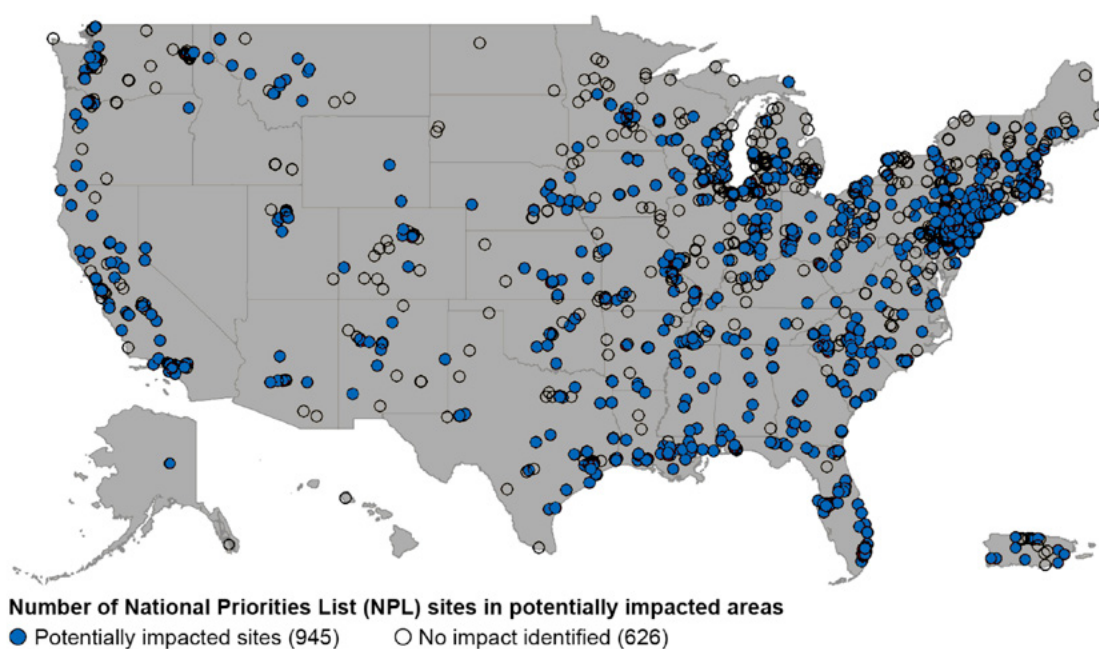 Number of National Priorities List (NPL) sites in potentially impacted areas
Potentially impacted sites (945) No impact identified (626)